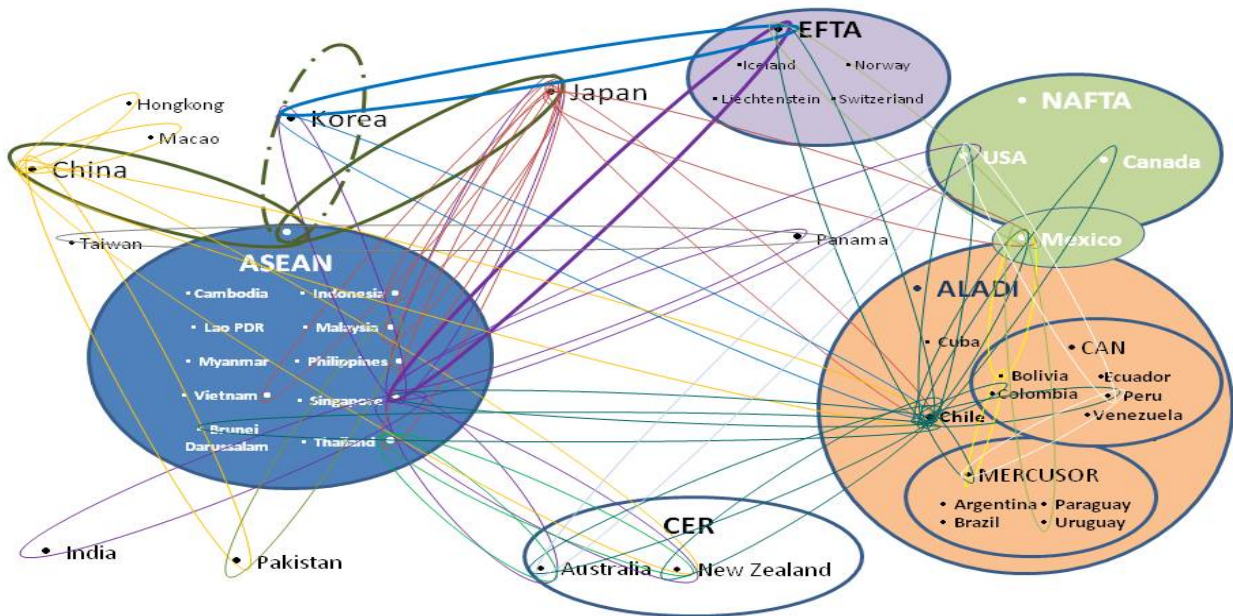 EFTA
Iceland
Norway
Liechtenstein
Switzerland
NAFTA
USA
Canada
Mexico
Hongkong
Macao
China
Taiwan
Korea
Japan
Panama
ASEAN
Cambodia
Indonesia
Lao PDR
Malaysia
Myanmar
Philippines
Vietnam
Singapore
Brunei
Darussalam
Thailand
ALADI
Cuba
CAN
Bolivia
Ecuador
Colombia
Peru
Venezuela
Chile
MERCUSOR
Argentina
Paraguay
Brazil
Uruguay
CER
Australia
New Zealand
India
Pakistan